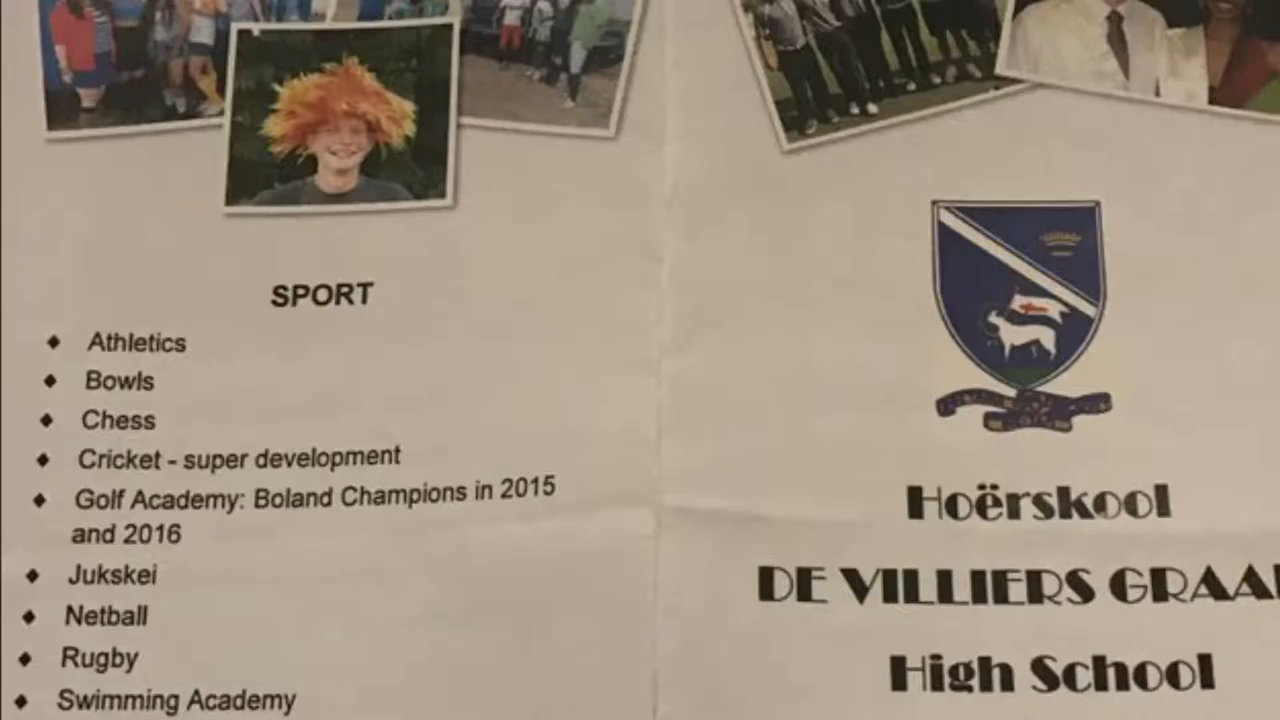 SPORT
Athletics
Bowls
Chess
Cricket - super development
Golf Academy: Boland Champions in 2015
and 2016
Jukskei
Netball
Rugby
Swimming Academy
Hoërskool
DE VILLIERS GRAA
High School